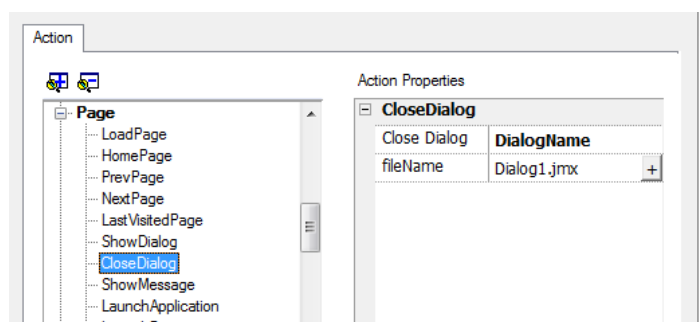 Action
Page
LoadPage
HomePage
PrevPage
NextPage
LastVisitedPage
ShowDialog
CloseDialog
ShowMessage
LaunchApplication
Action Properties
CloseDialog
Close Dialog DialogName
fileName Dialog1.jmx +